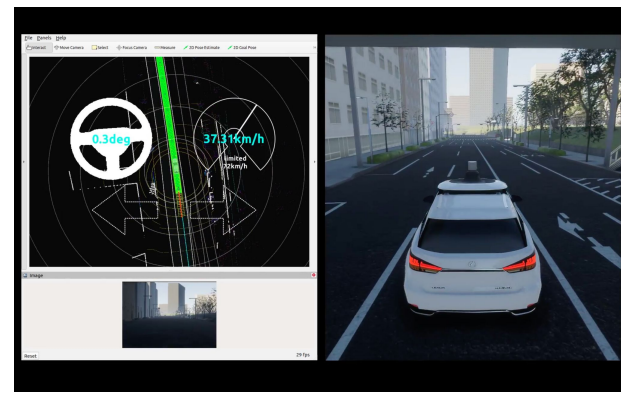 File Panels Help
Interact Move Camera Select Focus Camera Measure 2D Pose Estimate 2D Goal Pose
0.3deg
37.31km/h
limited
72km/h
Image
Reset
29 fps